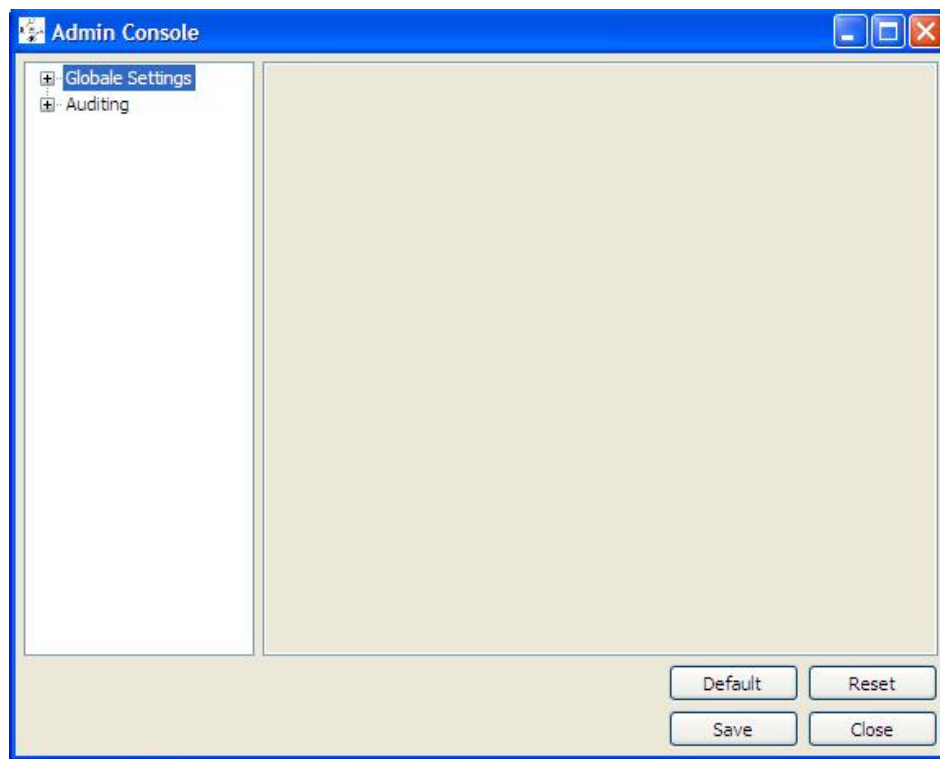 Admin Console
Globale Settings
Auditing
Default
Reset
Save
Close